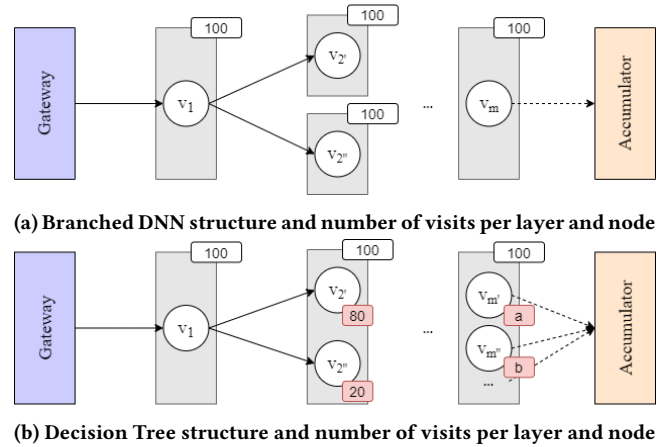 100
100
100
100
Gateway
v1
v2'
v2''
...
vm
Accumulator
(a) Branched DNN structure and number of visits per layer and node
100
100
100
Gateway
v1
v2'
80
v2''
20
...
vm'
a
vm''
b
...
Accumulator
(b) Decision Tree structure and number of visits per layer and node